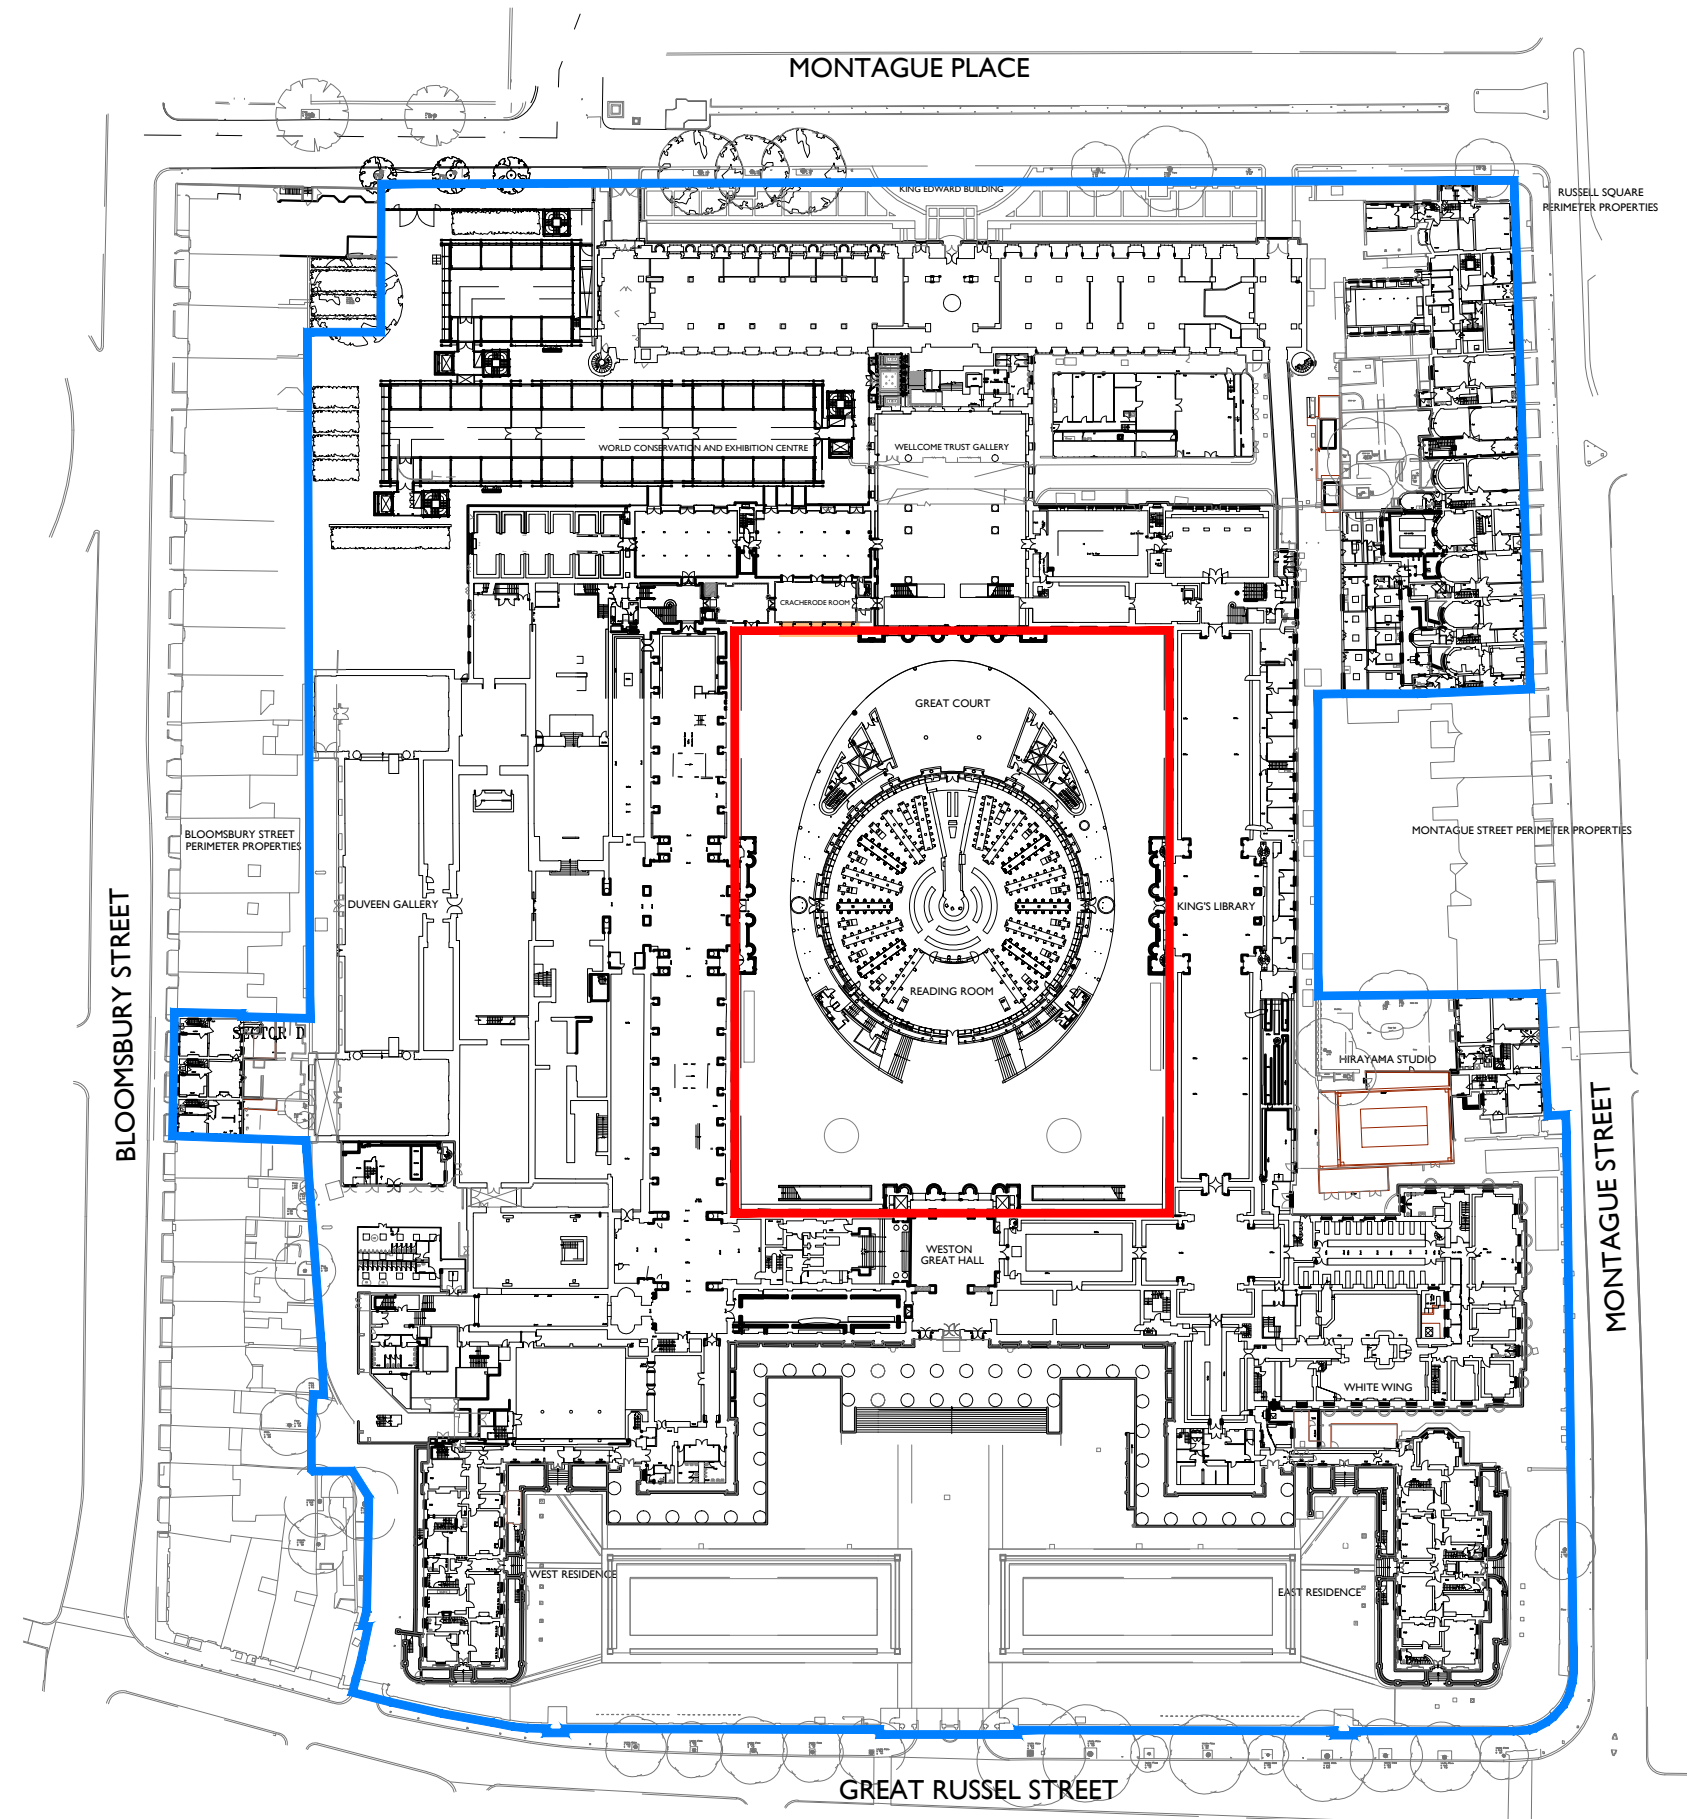 MONTAGUE PLACE
KING EDWARD BUILDING
RUSSELL SQUARE
PERIMETER PROPERTIES
WORLD CONSERVATION AND EXHIBITION CENTRE
WELLCOME TRUST GALLERY
CRACHERODE ROOM
GREAT COURT
BLOOMSBURY STREET
PERIMETER PROPERTIES
MONTAGUE STREET PERIMETER PROPERTIES
DUVEEN GALLERY
KING'S LIBRARY
READING ROOM
BLOOMSBURY STREET
SECTOR D
HIRAYAMA STUDIO
MONTAGUE STREET
WESTON
GREAT HALL
WHITE WING
WEST RESIDENCE
EAST RESIDENCE
GREAT RUSSEL STREET